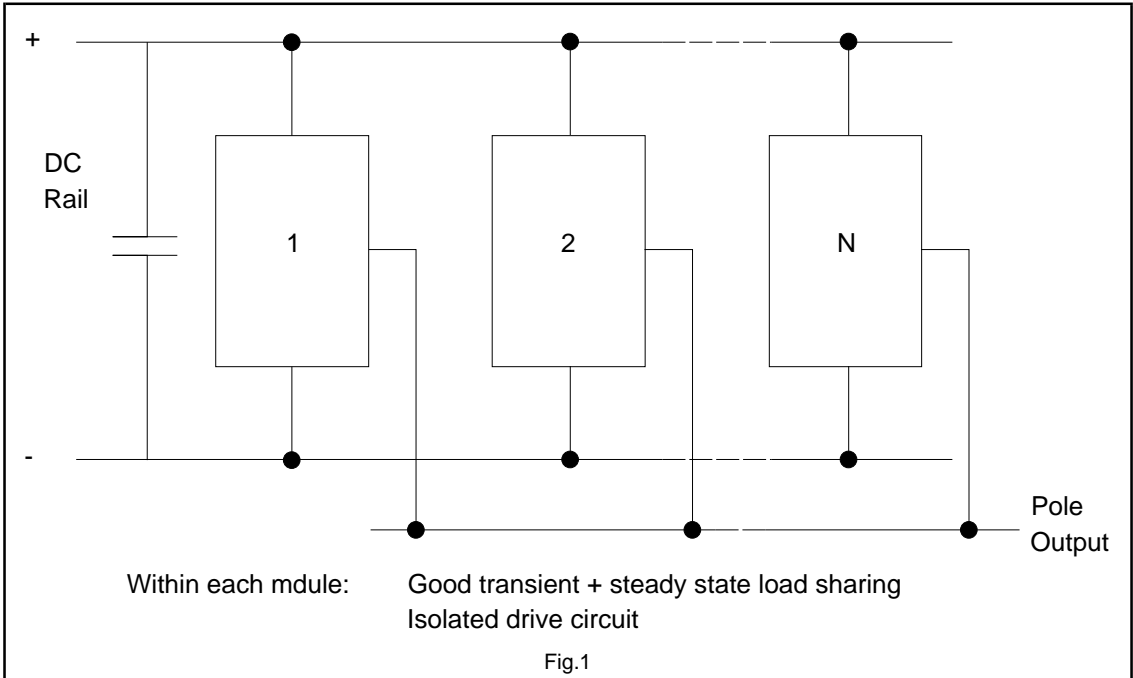 +
DC
Rail
1
2
N
-
Pole
Output
Within each mdule: Good transient + steady state load sharing
Isolated drive circuit
Fig.1